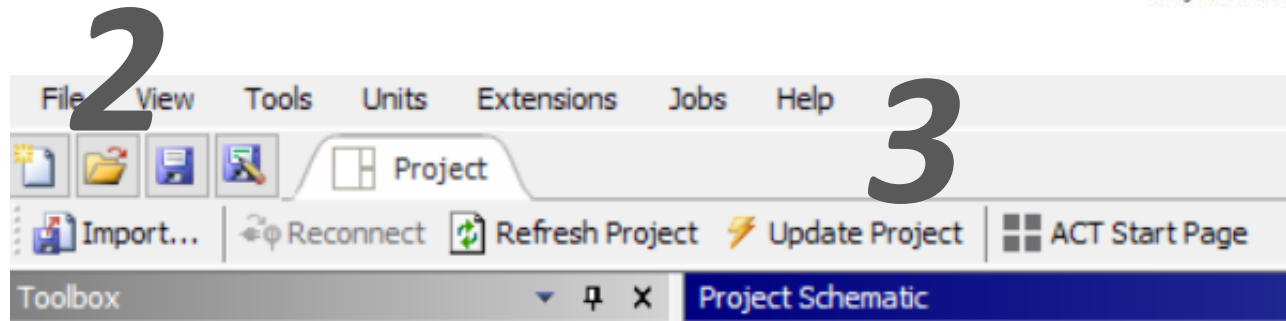 2
File View Tools Units Extensions Jobs Help
3
Project
Import... Reconnect Refresh Project Update Project ACT Start Page
Toolbox Project Schematic